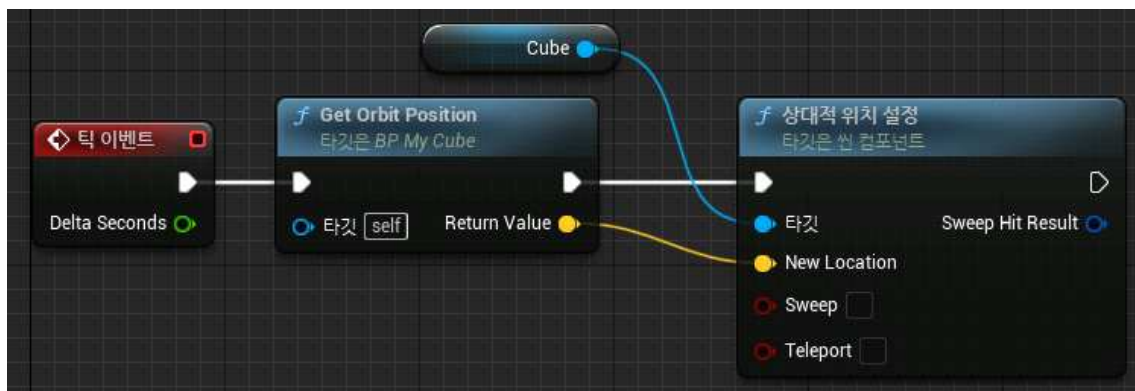 Cube
틱 이벤트
Delta Seconds
Get Orbit Position
타깃은 BP My Cube
타깃 self
Return Value
상대적 위치 설정
타깃은 씬 컴포넌트
타깃
Sweep Hit Result
New Location
Sweep
Teleport